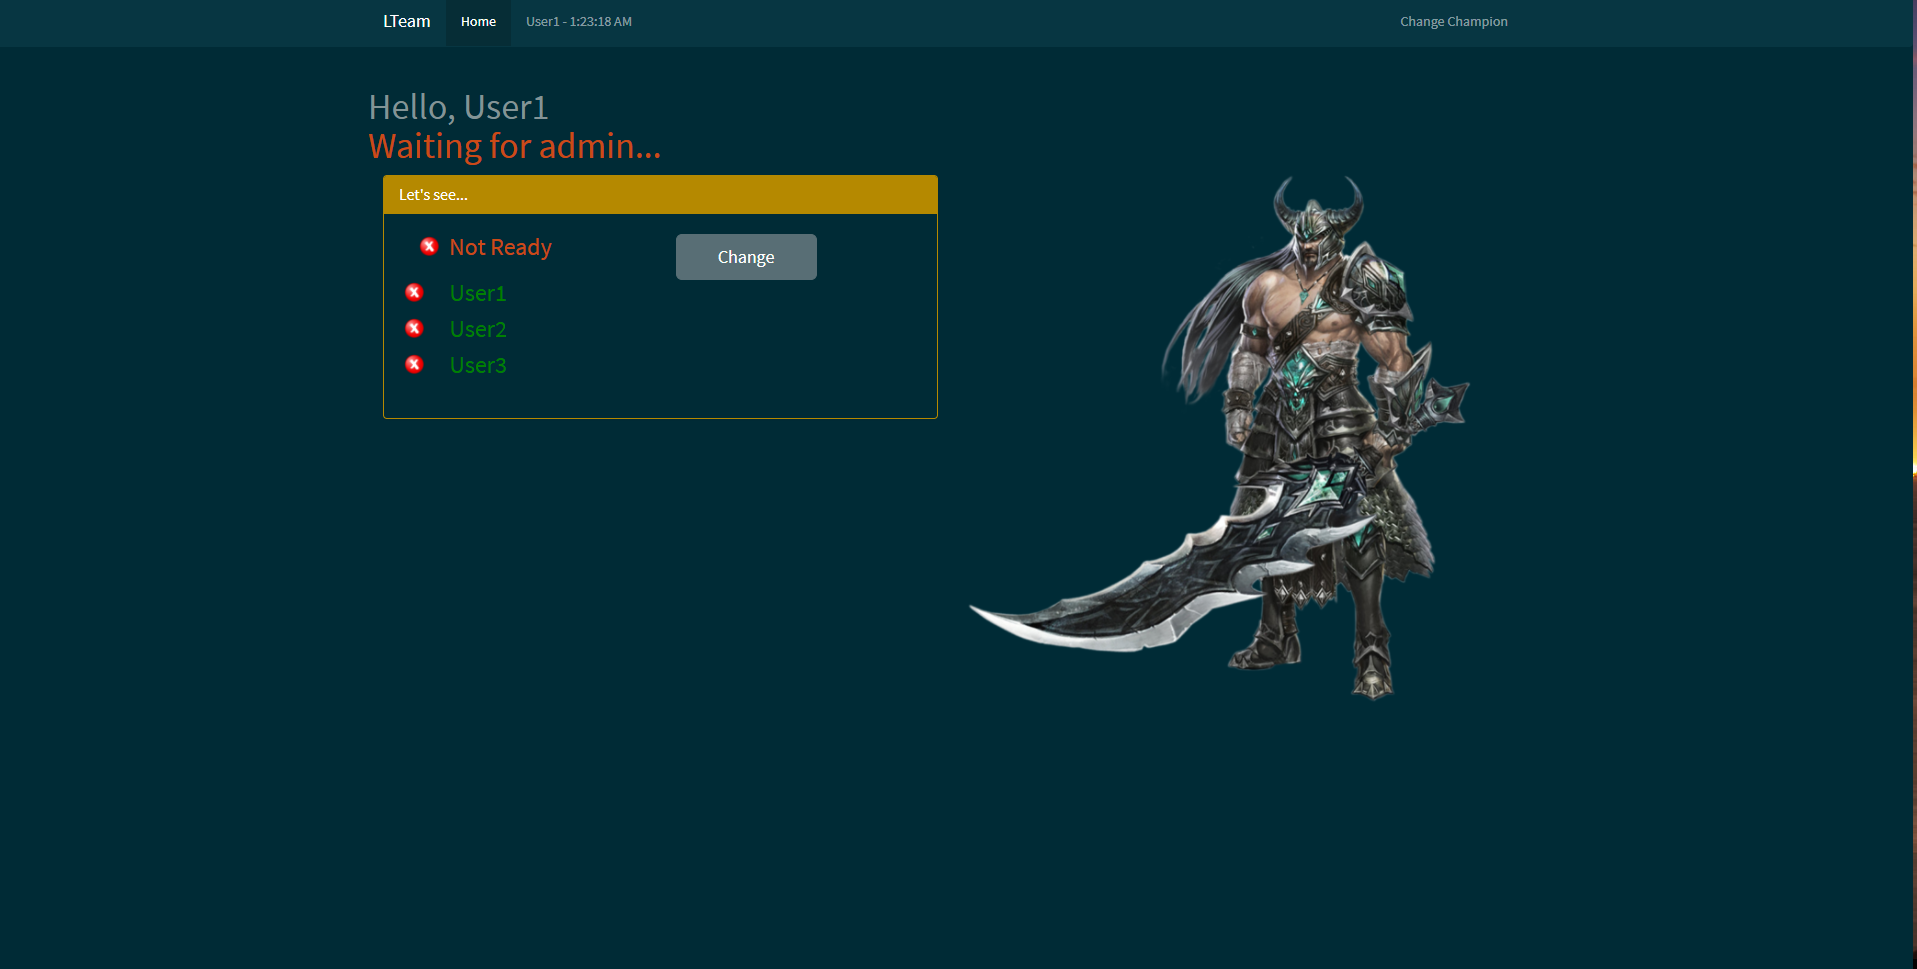 LTeam Home User1 - 1:23:18 AM Change Champion
Hello, User1
Waiting for admin...
Let's see...
Not Ready Change
User1
User2
User3